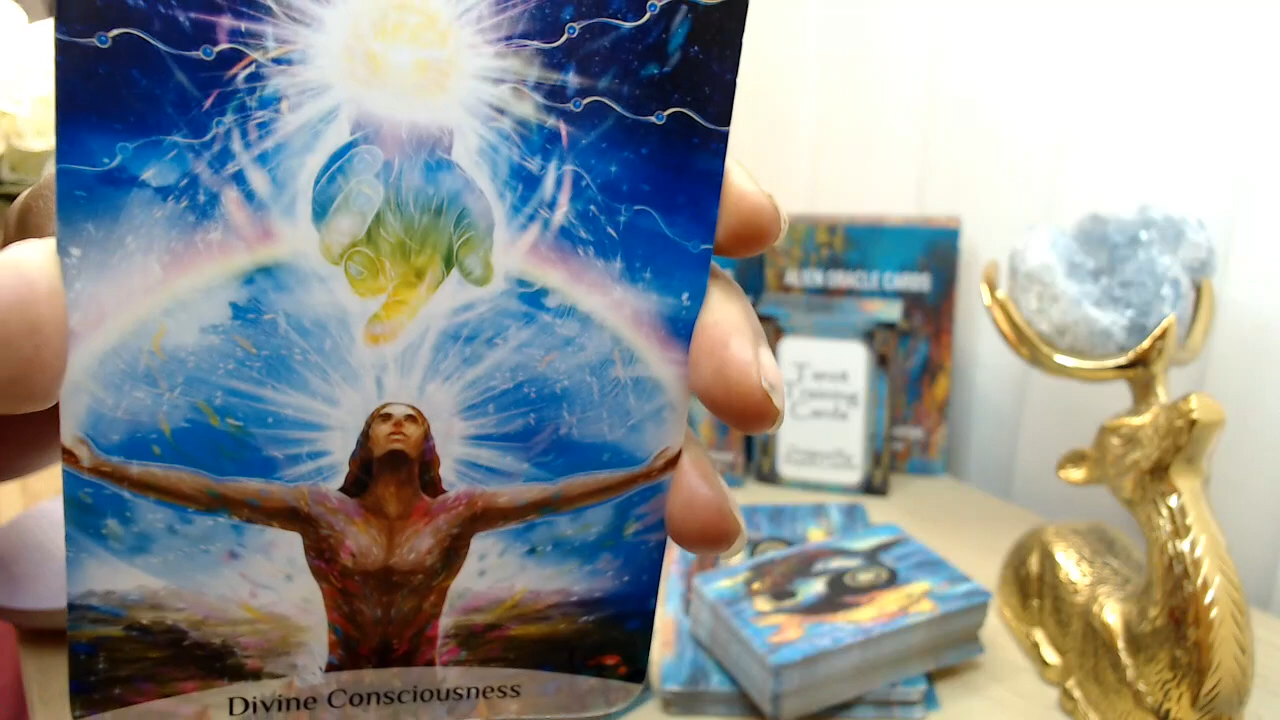 ALIEN ORACLE CARDS
Tarot
Training
Cards
Divine Consciousness